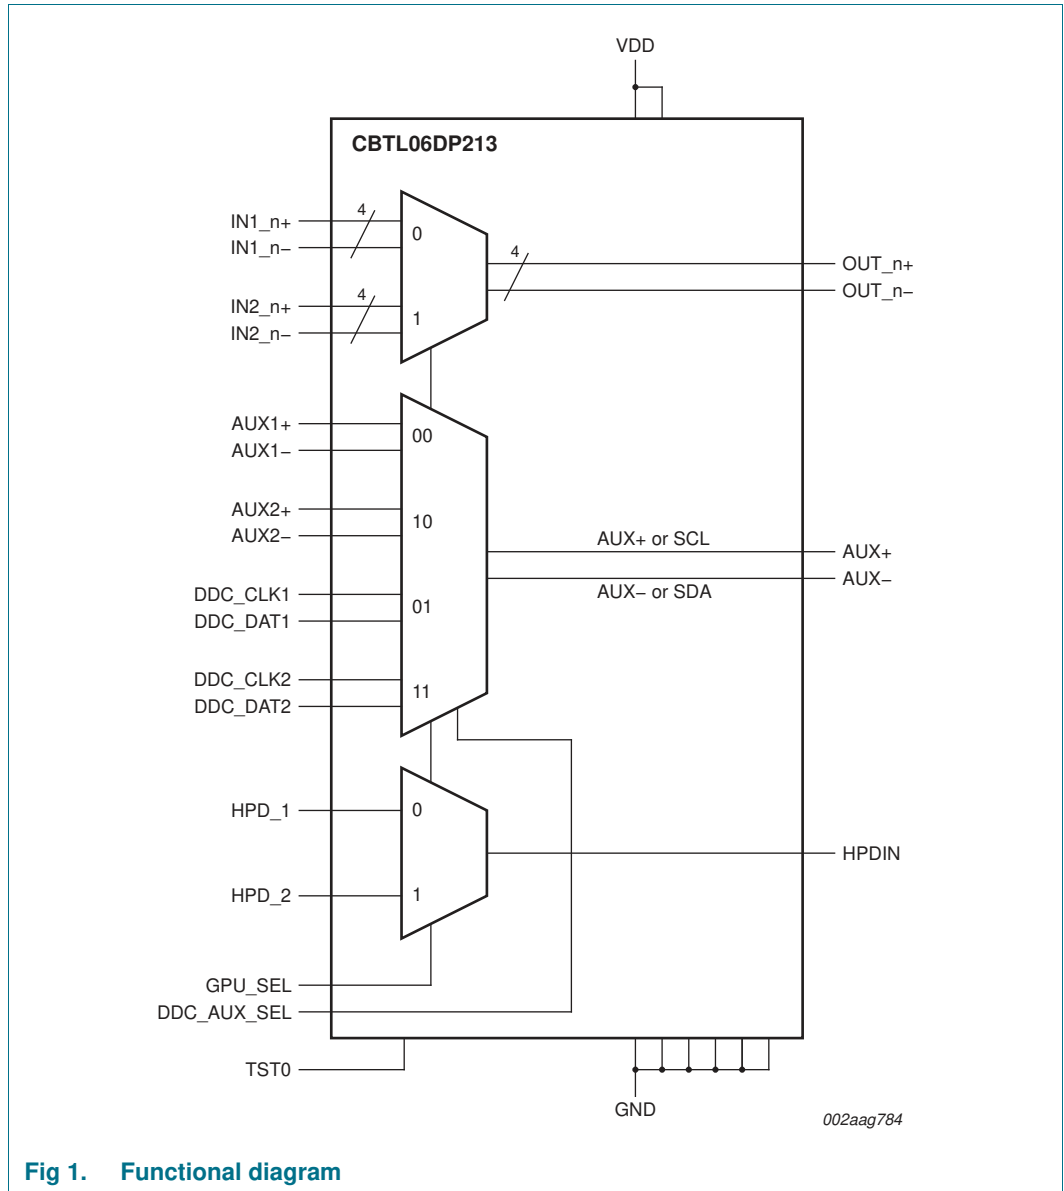 VDD
CBTL06DP213
IN1_n+
IN1_n−
4
0
IN2_n+
IN2_n−
4
1
4
OUT_n+
OUT_n−
AUX1+
AUX1−
00
AUX2+
AUX2−
10
DDC_CLK1
DDC_DAT1
01
DDC_CLK2
DDC_DAT2
11
AUX+ or SCL
AUX− or SDA
AUX+
AUX−
HPD_1
0
HPD_2
1
HPDIN
GPU_SEL
DDC_AUX_SEL
TST0
GND
002aag784
Fig 1. Functional diagram